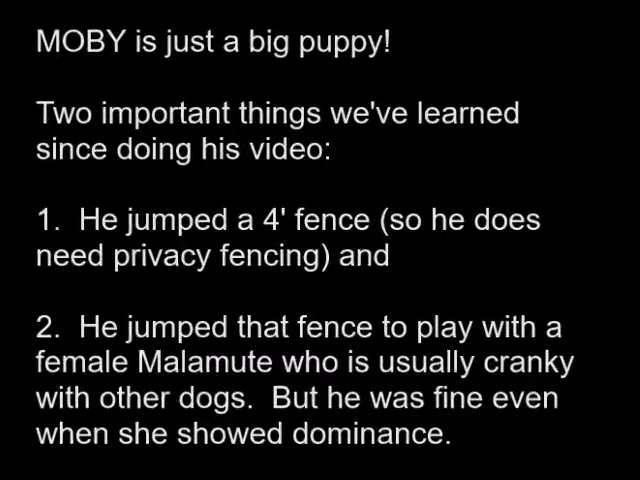 MOBY is just a big puppy!
Two important things we've learned
since doing his video:
1.  He jumped a 4' fence (so he does
need privacy fencing) and
2.  He jumped that fence to play with a
female Malamute who is usually cranky
with other dogs.  But he was fine even
when she showed dominance.